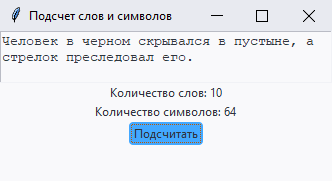 Подсчет слов и символов
Человек в черном скрывался в пустыне, а
стрелок преследовал его.
Количество слов: 10
Количество символов: 64
Подсчитать